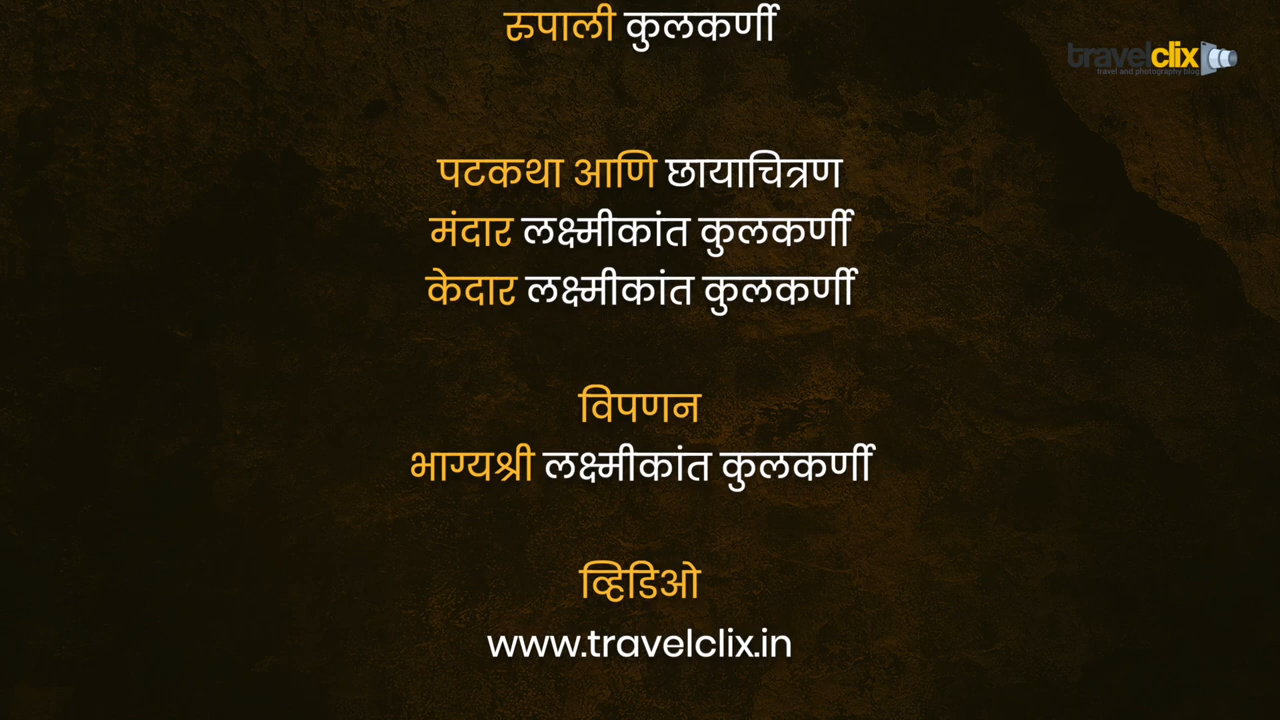 रुपाली कुलकर्णी
travelclix
travel and photography blog
पटकथा आणि छायाचित्रण
मंदार लक्ष्मीकांत कुलकर्णी
केदार लक्ष्मीकांत कुलकर्णी
विपणन
भाग्यश्री लक्ष्मीकांत कुलकर्णी
व्हिडिओ
www.travelclix.in